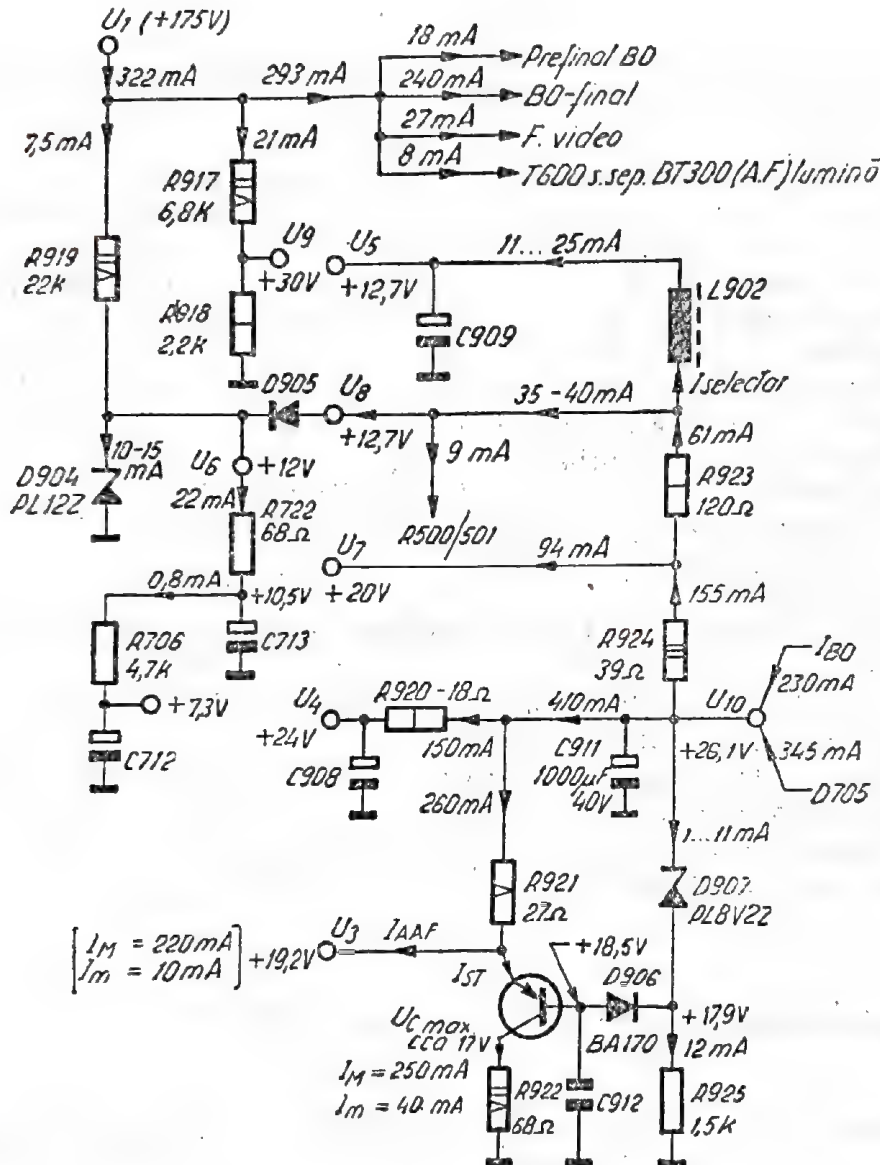 U1 (+175V)
322 mA
293 mA
18 mA
Prefinal BO
240mA
BO-final
27 mA
F. video
8 mA
T600 s.sep. BT300 (A.F) lumină
7,5 mA
21 mA
R917
6,8K
U9
+30V
R919
22K
R918
2,2K
U5
+12,7V
11... 25mA
C909
L902
I selector
D905
U8
+12,7V
35 - 40mA
61 mA
9 mA
R500/501
R923
120Ω
10-15
mA
D904
PL12Z
U6
+12V
22 mA
R722
68Ω
U7
+20V
94 mA
155 mA
0,8mA
+10,5V
R706
4,7K
C713
+7,3V
C712
R924
39Ω
IBO
230mA
U10
+26,1V
345 mA
D705
U4
+24V
R920-18Ω
150mA
410mA
C908
C911
1000µF
40V
260mA
1...11mA
D907
PL8V2Z
R921
27Ω
IM = 220mA
Im = 10mA
+19,2V
U3
IAAF
IST
+18,5V
D906
BA170
+17,9V
12mA
UC max
cca 17V
IM = 250mA
Im = 40 mA
R922
68Ω
C912
R925
1,5K